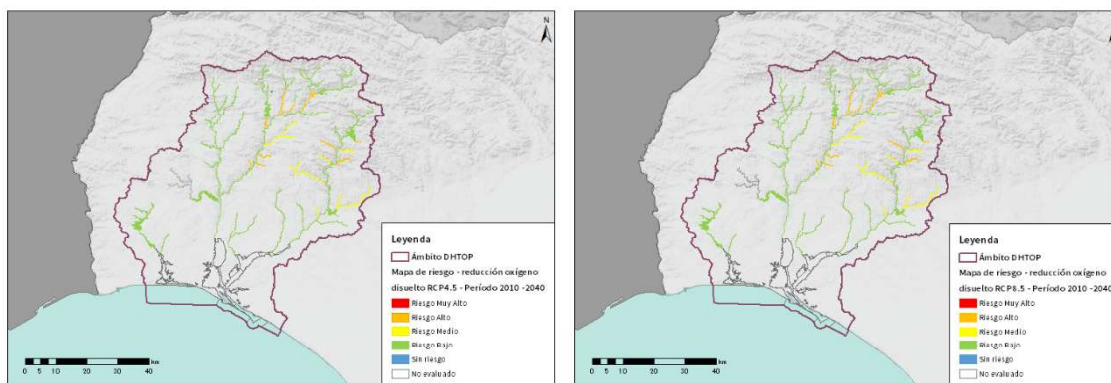 N
Leyenda
Ámbito DHTOP
Mapa de riesgo - reducción oxígeno
disuelto RCP4.5 - Período 2010 -2040
Riesgo Muy Alto
Riesgo Alto
Riesgo Medio
Riesgo Bajo
Sin riesgo
No evaluado
0 5 10 20 30 40
km
Leyenda
Ámbito DHTOP
Mapa de riesgo - reducción oxígeno
disuelto RCP8.5 - Período 2010 -2040
Riesgo Muy Alto
Riesgo Alto
Riesgo Medio
Riesgo Bajo
Sin riesgo
No evaluado
0 5 10 20 30 40
km